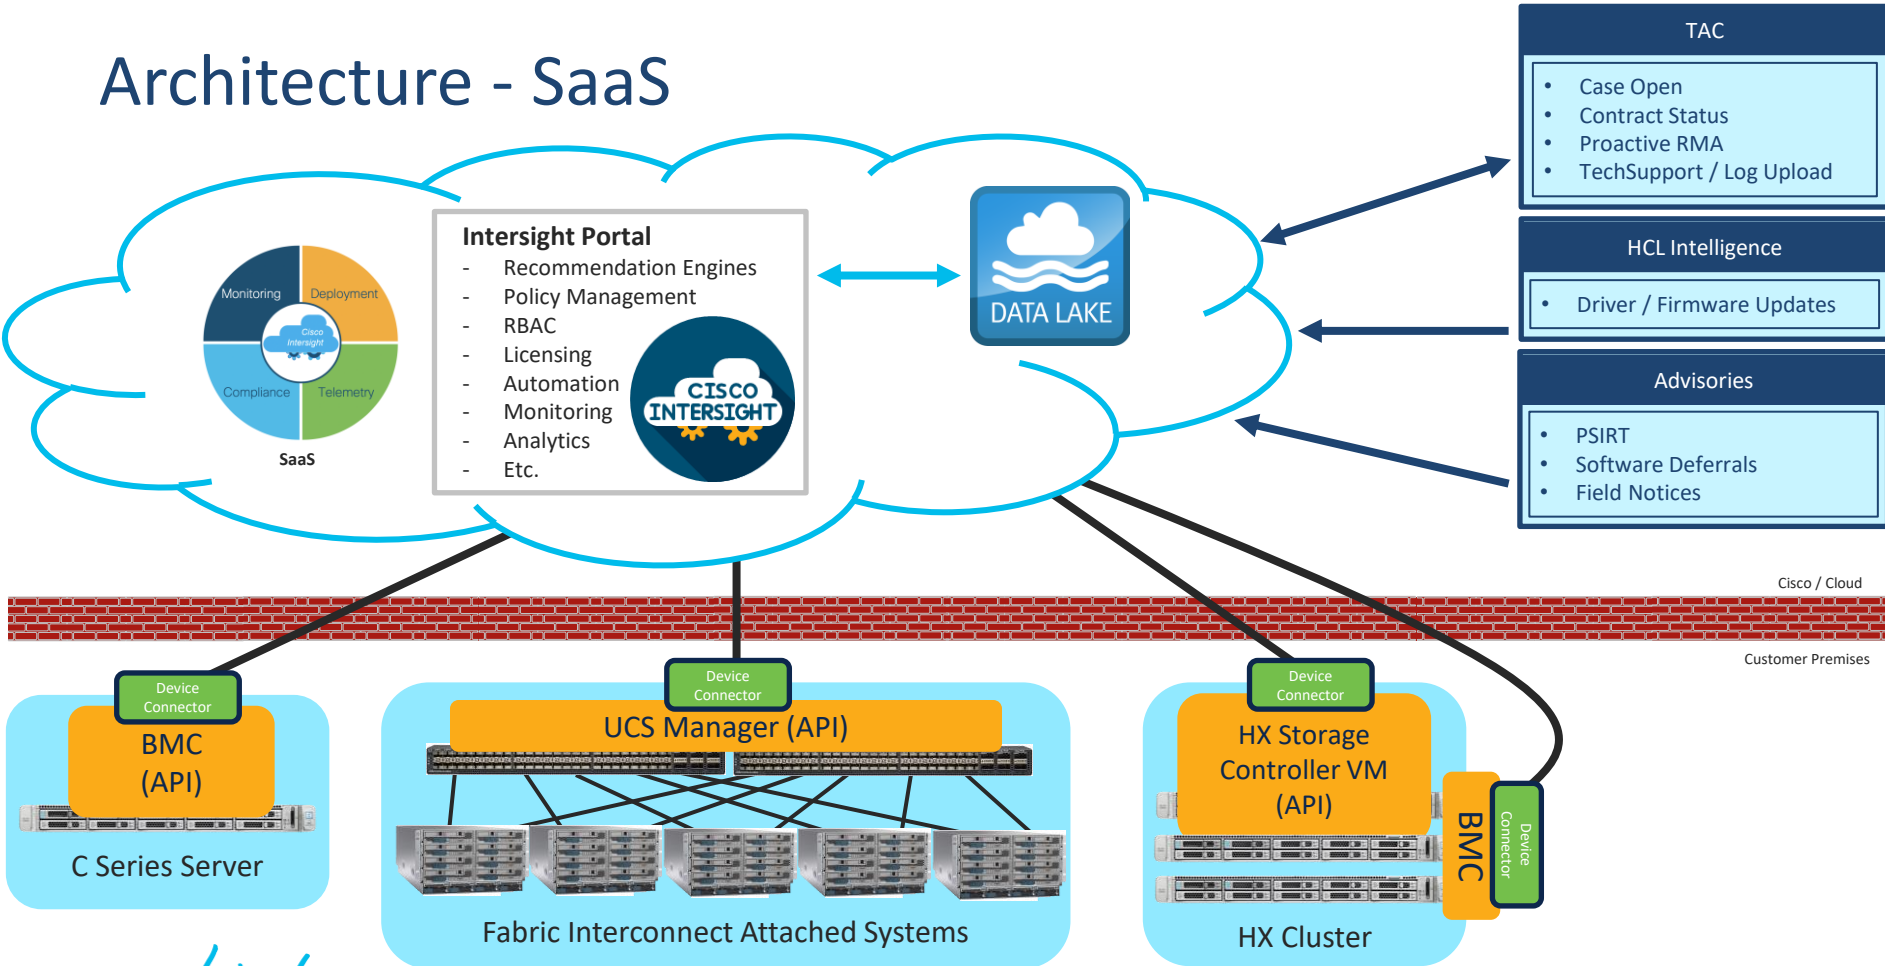 Architecture - SaaS
TAC
• Case Open
• Contract Status
• Proactive RMA
• TechSupport / Log Upload
HCL Intelligence
• Driver / Firmware Updates
Advisories
• PSIRT
• Software Deferrals
• Field Notices
Monitoring
Deployment
Cisco
Intersight
Compliance
Telemetry
SaaS
Intersight Portal
- Recommendation Engines
- Policy Management
- RBAC
- Licensing
- Automation
- Monitoring
- Analytics
- Etc.
CISCO
INTERSIGHT
DATA LAKE
Cisco / Cloud
Customer Premises
Device
Connector
BMC
(API)
C Series Server
Device
Connector
UCS Manager (API)
Fabric Interconnect Attached Systems
Device
Connector
HX Storage
Controller VM
(API)
BMC
Device
Connector
HX Cluster